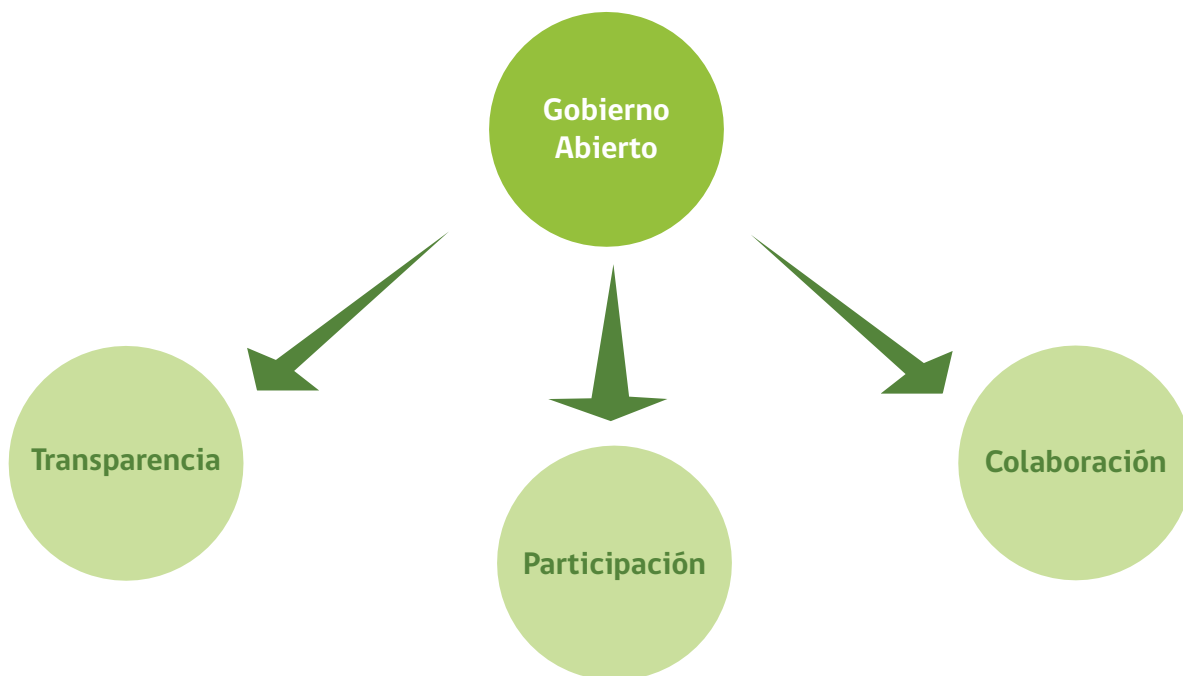 Gobierno
Abierto
Transparencia
Participación
Colaboración